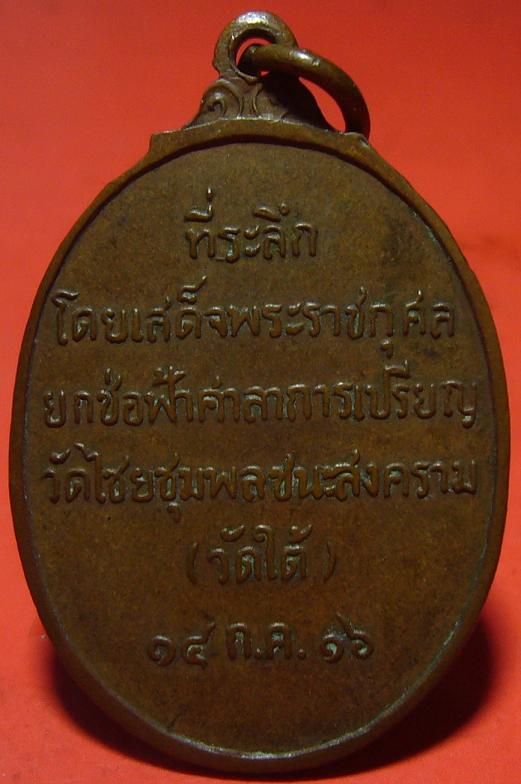 ที่ระลึก
โดยเสด็จพระราชกุศล
ยกช่อฟ้าศาลาการเปรียญ
วัดไชยชุมพลชนะสงคราม
(วัดใต้)
๑๔ ก.ค. ๑๖